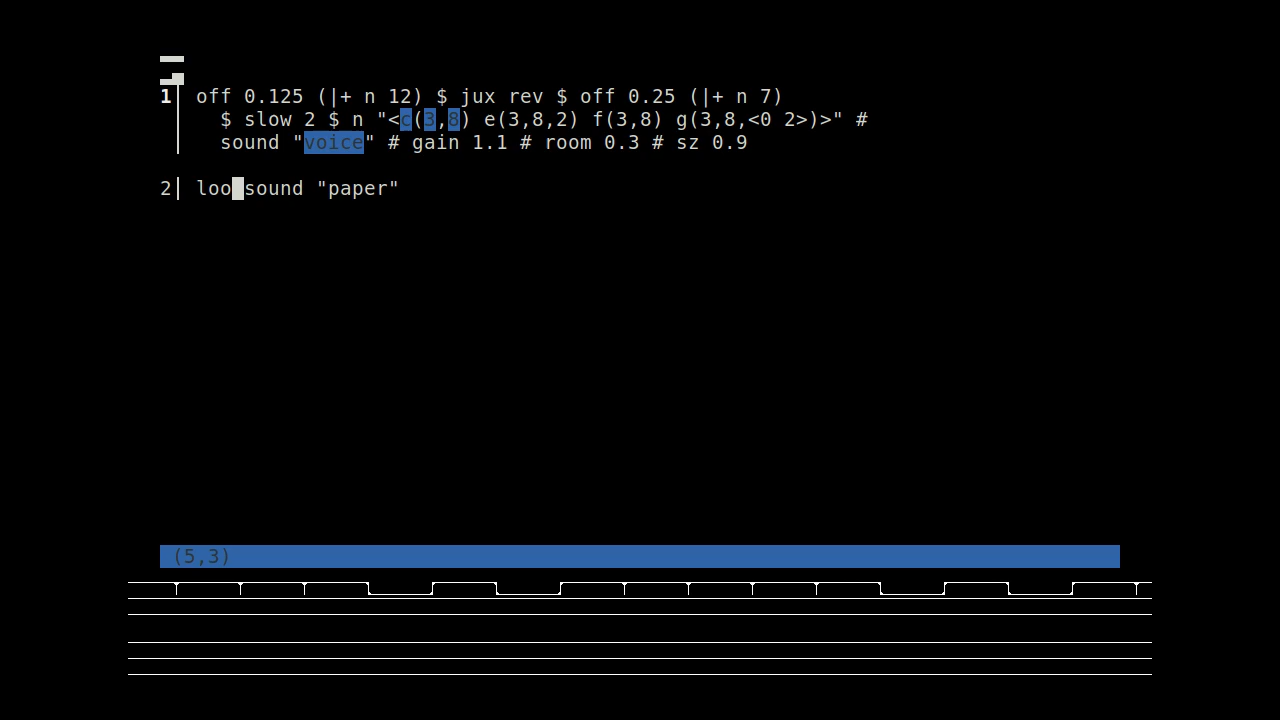 1 off 0.125 (|+ n 12) $ jux rev $ off 0.25 (|+ n 7)
$ slow 2 $ n "<c(3,8) e(3,8,2) f(3,8) g(3,8,<0 2>)>" #
sound "voice" # gain 1.1 # room 0.3 # sz 0.9
2 loo sound "paper"
(5,3)